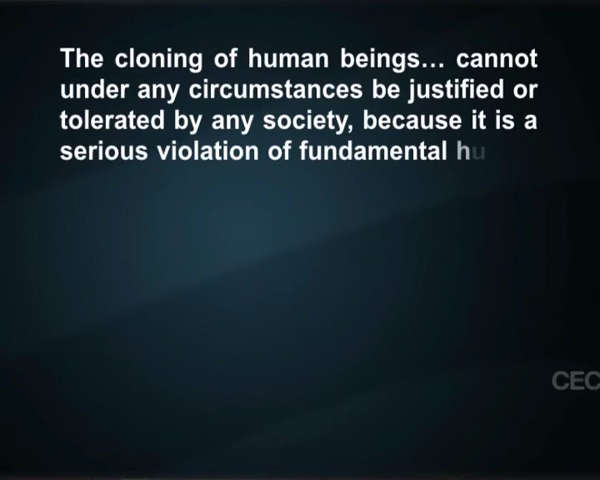 The cloning of human beings… cannot
under any circumstances be justified or
tolerated by any society, because it is a
serious violation of fundamental hu
CEC